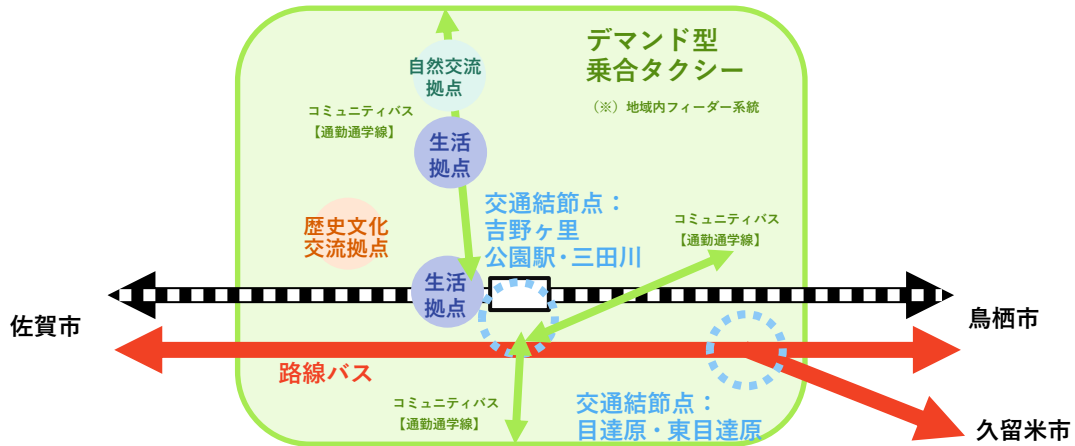 デマンド型
乗合タクシー
（※）地域内フィーダー系統
自然交流
拠点
コミュニティバス
【通勤通学線】
生活
拠点
歴史文化
交流拠点
交通結節点：
吉野ヶ里
公園駅・三田川
コミュニティバス
【通勤通学線】
生活
拠点
佐賀市
鳥栖市
路線バス
コミュニティバス
【通勤通学線】
交通結節点：
目達原・東目達原
久留米市